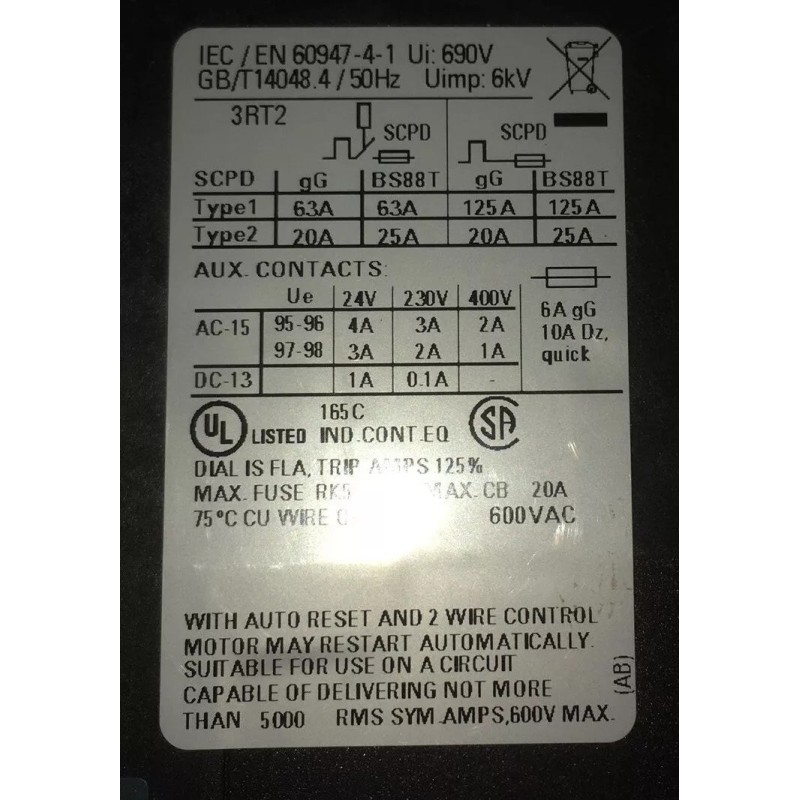 IEC / EN 60947-4-1 Ui: 690V
GB/T14048.4 / 50Hz Uimp: 6kV
3RT2 SCPD SCPD
SCPD gG BS88T gG BS88T
Type1 63A 63A 125A 125A
Type2 20A 25A 20A 25A
AUX. CONTACTS:
Ue 24V 230V 400V
AC-15 95-96 4A 3A 2A
97-98 3A 2A 1A
DC-13 1A 0.1A -
6A gG
10A Dz,
quick
UL LISTED 165C
IND.CONT.EQ SA
DIAL IS FLA, TRIP AMPS 125%
MAX. FUSE RK5 MAX. CB 20A
75°C CU WIRE 600VAC
WITH AUTO RESET AND 2 WIRE CONTROL
MOTOR MAY RESTART AUTOMATICALLY.
SUITABLE FOR USE ON A CIRCUIT
CAPABLE OF DELIVERING NOT MORE
THAN 5000 RMS SYM.AMPS,600V MAX.
(AB)